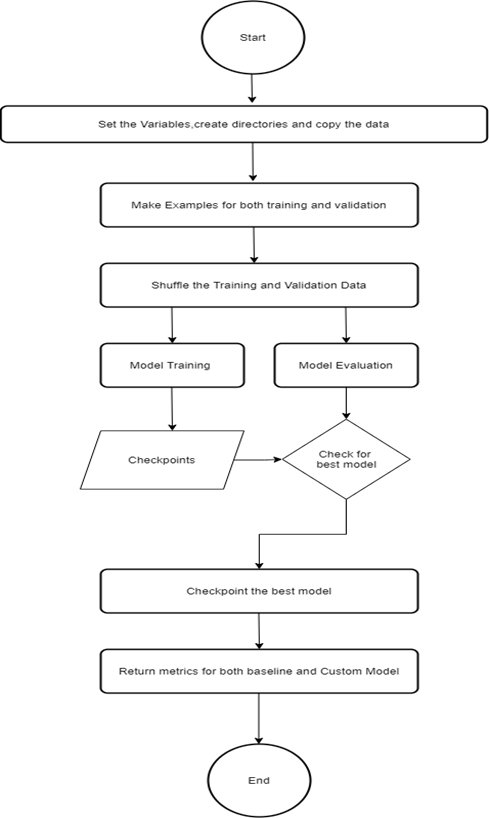 Start
Set the Variables,create directories and copy the data
Make Examples for both training and validation
Shuffle the Training and Validation Data
Model Training
Model Evaluation
Checkpoints
Check for
best model
Checkpoint the best model
Return metrics for both baseline and Custom Model
End